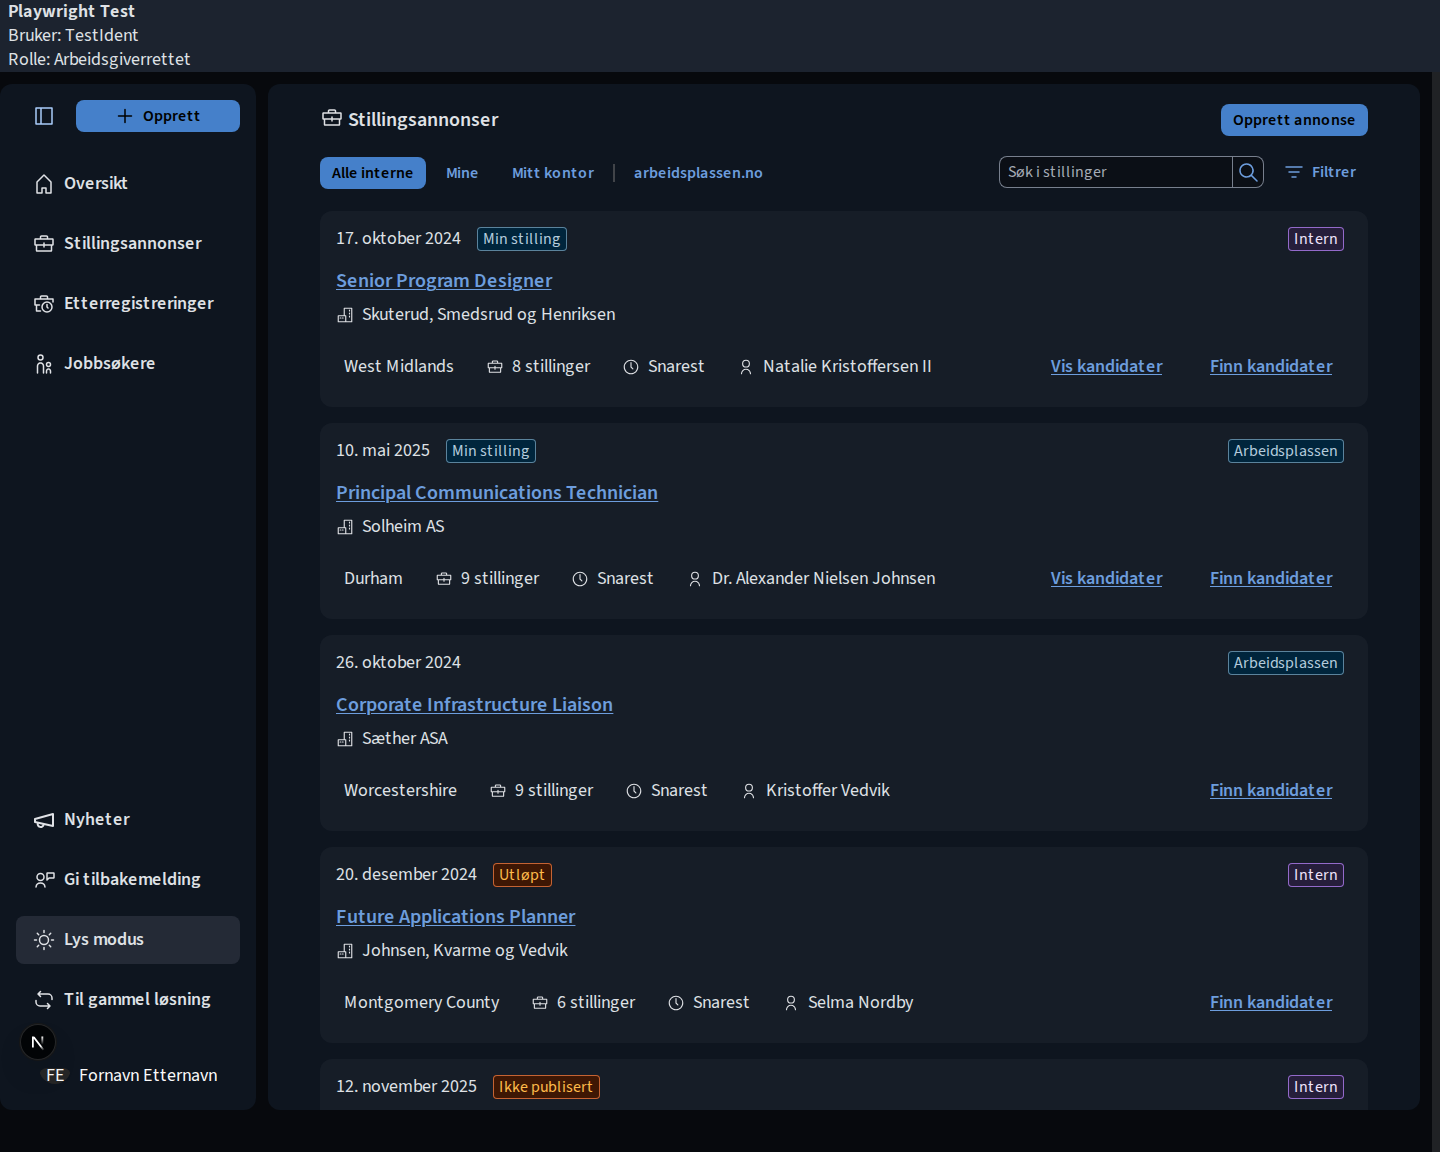 Playwright Test
Bruker: TestIdent
Rolle: Arbeidsgiverrettet
Opprett
Oversikt
Stillingsannonser
Etterregistreringer
Jobbsøkere
Nyheter
Gi tilbakemelding
Lys modus
Til gammel løsning
N
FE Fornavn Etternavn
Stillingsannonser
Opprett annonse
Alle interne Mine Mitt kontor | arbeidsplassen.no
Søk i stillinger
Filtrer
17. oktober 2024 Min stilling Intern
Senior Program Designer
Skuterud, Smedsrud og Henriksen
West Midlands 8 stillinger Snarest Natalie Kristoffersen II Vis kandidater Finn kandidater
10. mai 2025 Min stilling Arbeidsplassen
Principal Communications Technician
Solheim AS
Durham 9 stillinger Snarest Dr. Alexander Nielsen Johnsen Vis kandidater Finn kandidater
26. oktober 2024 Arbeidsplassen
Corporate Infrastructure Liaison
Sæther ASA
Worcestershire 9 stillinger Snarest Kristoffer Vedvik Finn kandidater
20. desember 2024 Utløpt Intern
Future Applications Planner
Johnsen, Kvarme og Vedvik
Montgomery County 6 stillinger Snarest Selma Nordby Finn kandidater
12. november 2025 Ikke publisert Intern